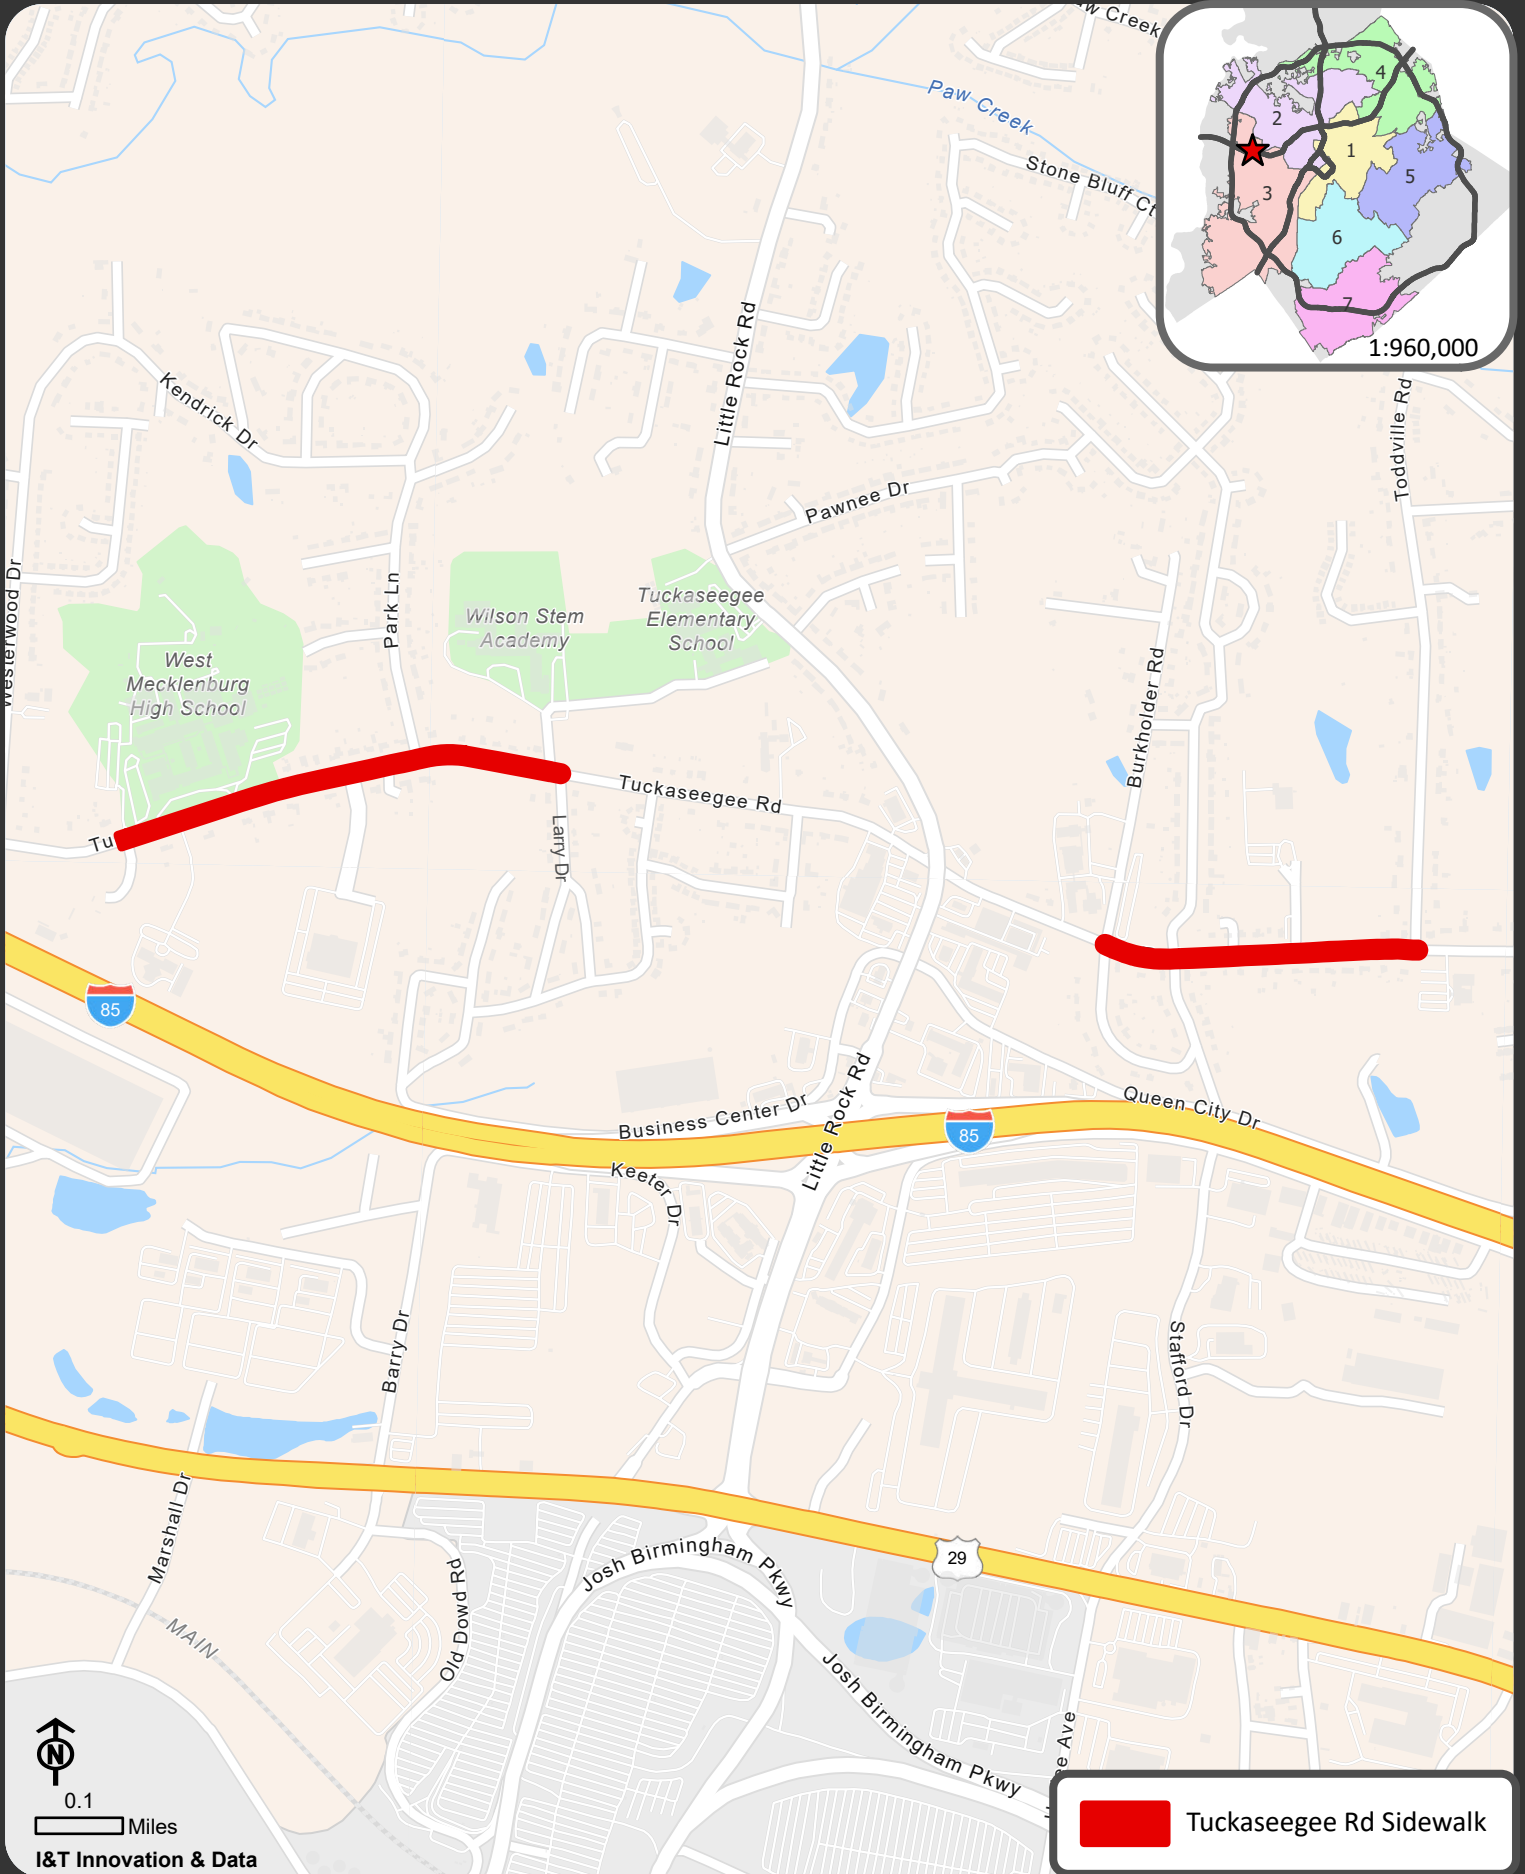 Paw Creek
Paw Creek
Stone Bluff Ct
4
2
1
5
3
6
7
1:960,000
Little Rock Rd
Kendrick Dr
Toddville Rd
Pawnee Dr
Westerwood Dr
Park Ln
Wilson Stem
Academy
Tuckaseegee
Elementary
School
West
Mecklenburg
High School
Burkholder Rd
Tuckaseegee Rd
Tu
Larry Dr
85
Business Center Dr
Little Rock Rd
85
Queen City Dr
Keeter Dr
Barry Dr
Stafford Dr
Marshall Dr
Old Dowd Rd
Josh Birmingham Pkwy
29
MAIN
Josh Birmingham Pkwy
ee Ave
N
0.1
Miles
I&T Innovation & Data
Tuckaseegee Rd Sidewalk